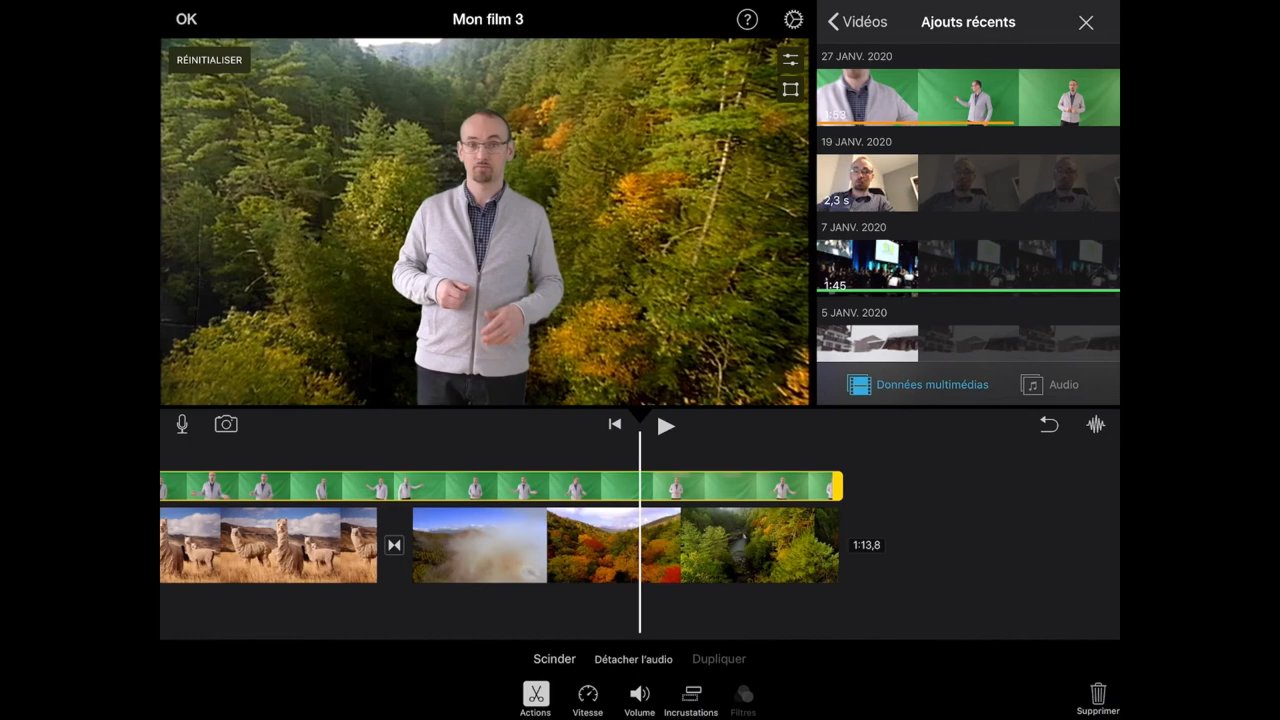 OK
Mon film 3
?
Vidéos
Ajouts récents
RÉINITIALISER
27 JANV. 2020
1:53
19 JANV. 2020
2,3 s
7 JANV. 2020
1:45
5 JANV. 2020
Données multimédias
Audio
1:13,8
Scinder
Détacher l'audio
Dupliquer
Actions
Vitesse
Volume
Incrustations
Filtres
Supprimer